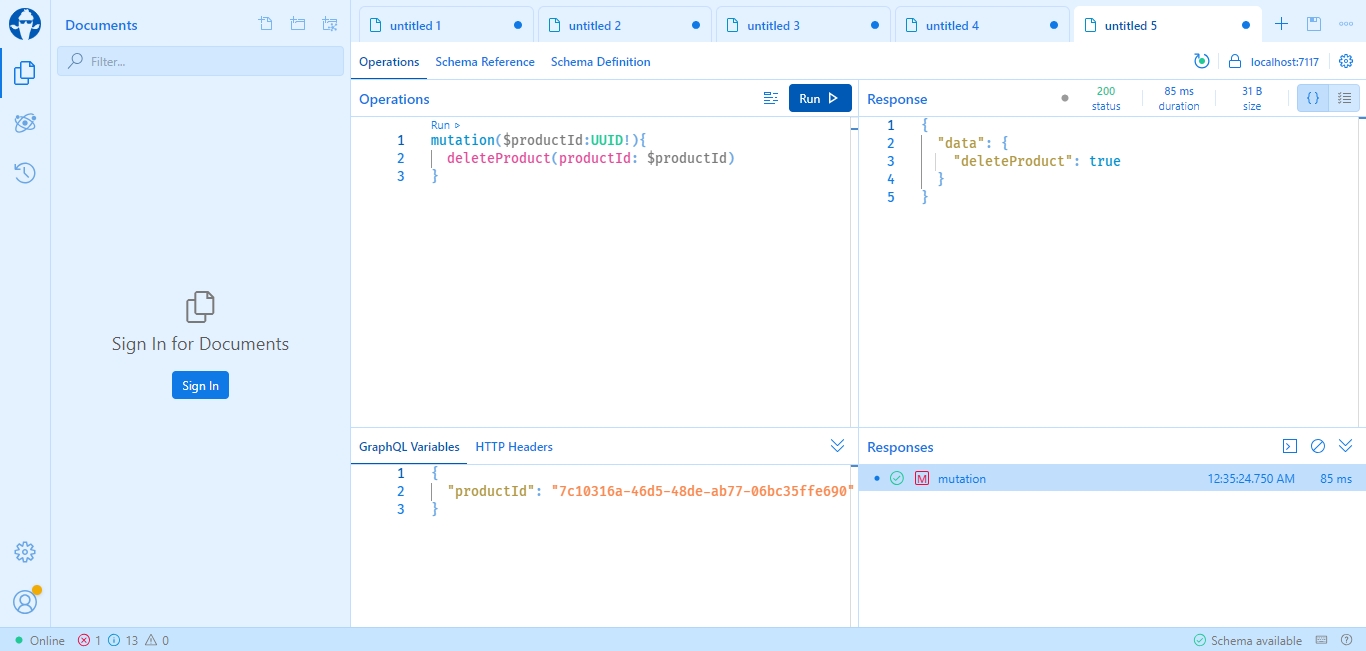 Documents
Filter...
Sign In for Documents
Sign In
untitled 1
untitled 2
untitled 3
untitled 4
untitled 5
Operations
Schema Reference
Schema Definition
localhost:7117
Operations
Run
Run
1 mutation($productId:UUID!){
2 deleteProduct(productId: $productId)
3 }
Response
200 status
85 ms duration
31 B size
{ }
1 {
2 "data": {
3 "deleteProduct": true
4 }
5 }
GraphQL Variables
HTTP Headers
1 {
2 "productId": "7c10316a-46d5-48de-ab77-06bc35ffe690"
3 }
Responses
M mutation 12:35:24.750 AM 85 ms
Online 1 13 0
Schema available